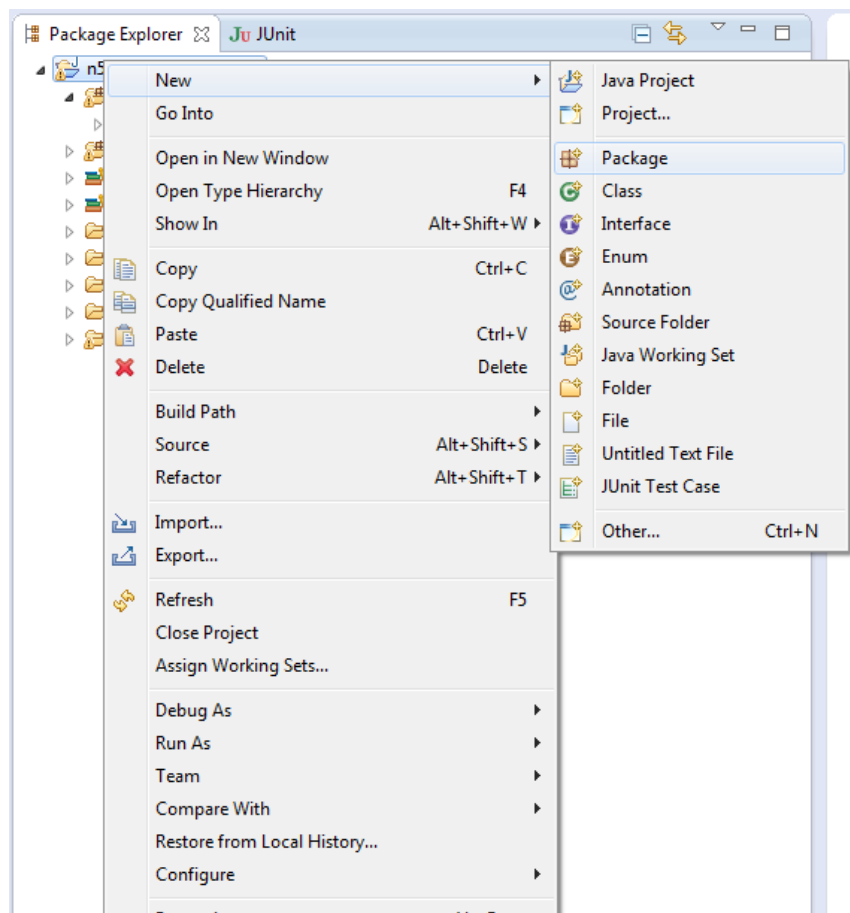 Package Explorer JUnit
n5
New
Go Into
Open in New Window
Open Type Hierarchy F4
Show In Alt+Shift+W
Copy Ctrl+C
Copy Qualified Name
Paste Ctrl+V
Delete Delete
Build Path
Source Alt+Shift+S
Refactor Alt+Shift+T
Import...
Export...
Refresh F5
Close Project
Assign Working Sets...
Debug As
Run As
Team
Compare With
Restore from Local History...
Configure
Java Project
Project...
Package
Class
Interface
Enum
Annotation
Source Folder
Java Working Set
Folder
File
Untitled Text File
JUnit Test Case
Other... Ctrl+N